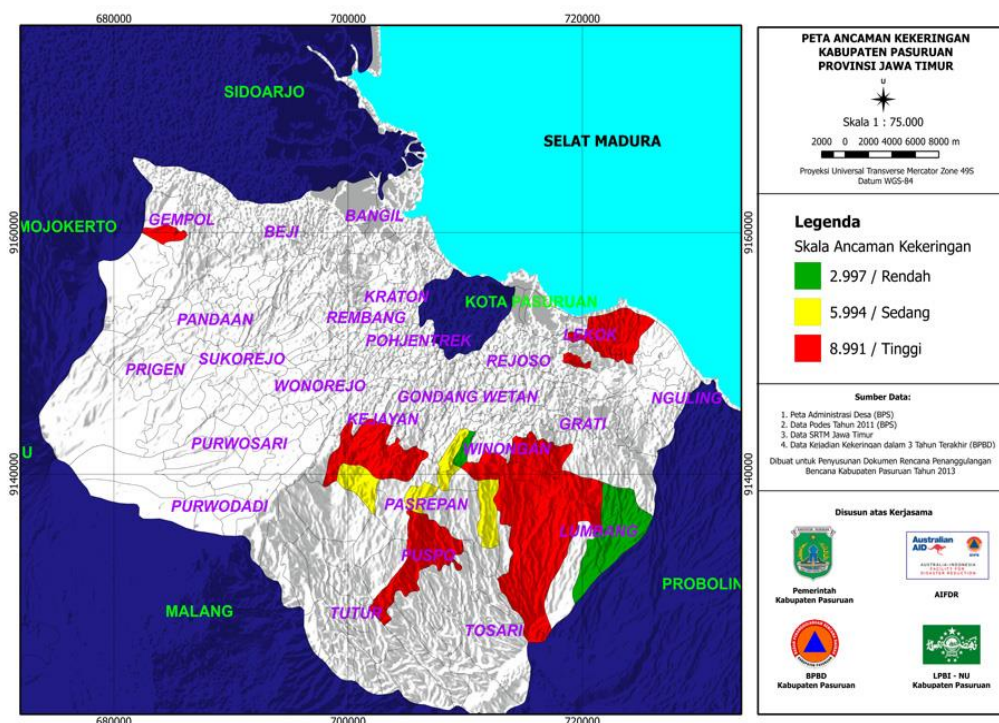 680000
700000
720000
SIDOARJO
SELAT MADURA
MOJOKERTO
9160000
9160000
GEMPOL
BEJI
BANGIL
KRATON
REMBANG
KOTA PASURUAN
POHJENTREK
LEKOK
PANDAAN
SUKOREJO
PRIGEN
REJOSO
WONOREJO
GONDANG WETAN
NGULING
GRATI
KEJAYAN
PURWOSARI
WINONGAN
U
9140000
9140000
PURWODADI
PASREPAN
LUMBANG
PUSPO
PROBOLIN
MALANG
TUTUR
TOSARI
680000
700000
720000
PETA ANCAMAN KEKERINGAN
KABUPATEN PASURUAN
PROVINSI JAWA TIMUR
U
Skala 1 : 75.000
2000 0 2000 4000 6000 8000 m
Proyeksi Universal Transverse Mercator Zone 49S
Datum WGS-84
Legenda
Skala Ancaman Kekeringan
2.997 / Rendah
5.994 / Sedang
8.991 / Tinggi
Sumber Data:
1. Peta Administrasi Desa (BPS)
2. Data Podes Tahun 2011 (BPS)
3. Data SRTM Jawa Timur
4. Data Kejadian Kekeringan dalam 3 Tahun Terakhir (BPBD)
Dibuat untuk Penyusunan Dokumen Rencana Penanggulangan
Bencana Kabupaten Pasuruan Tahun 2013
Disusun atas Kerjasama
Australian
AID
AUSTRALIA-INDONESIA
FACILITY FOR
DISASTER REDUCTION
Pemerintah
Kabupaten Pasuruan
AIFDR
BPBD
Kabupaten Pasuruan
LPBI - NU
Kabupaten Pasuruan